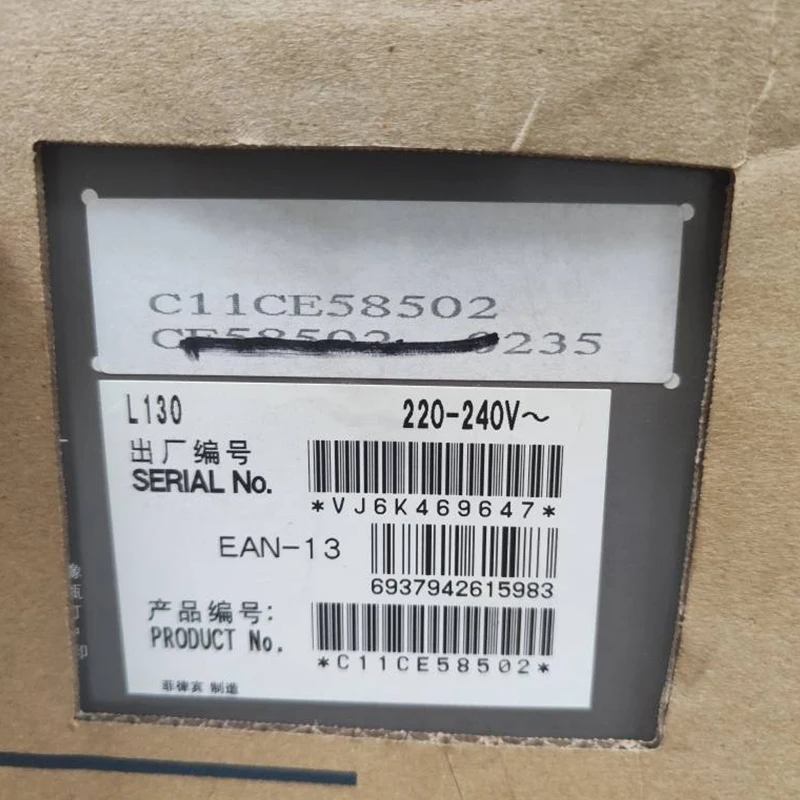 C11CE58502
CE58502 0235
L130 220-240V~
出厂编号
SERIAL No.
*VJ6K469647*
EAN-13
6937942615983
产品编号:
PRODUCT No.
*C11CE58502*
菲律宾 制造